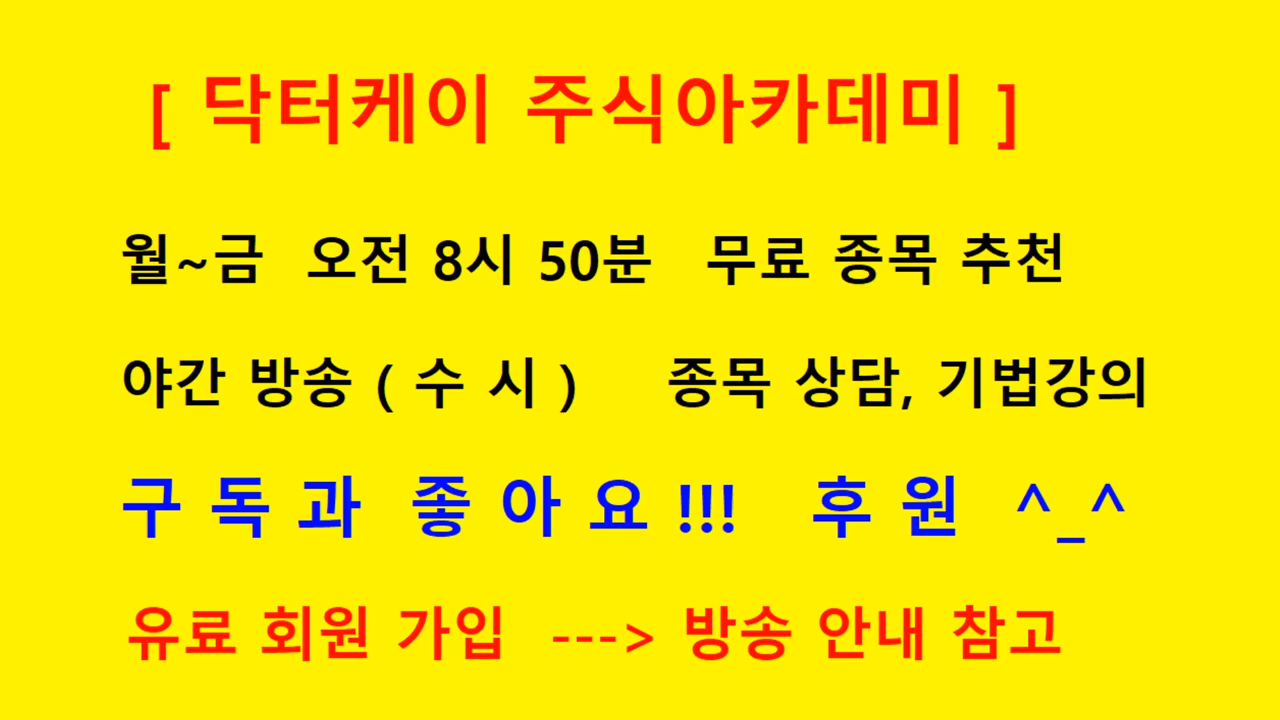 [ 닥터케이 주식아카데미 ]
월~금 오전 8시 50분 무료 종목 추천
야간 방송 ( 수 시 ) 종목 상담, 기법강의
구 독 과 좋 아 요 !!! 후 원 ^_^
유료 회원 가입 ---> 방송 안내 참고